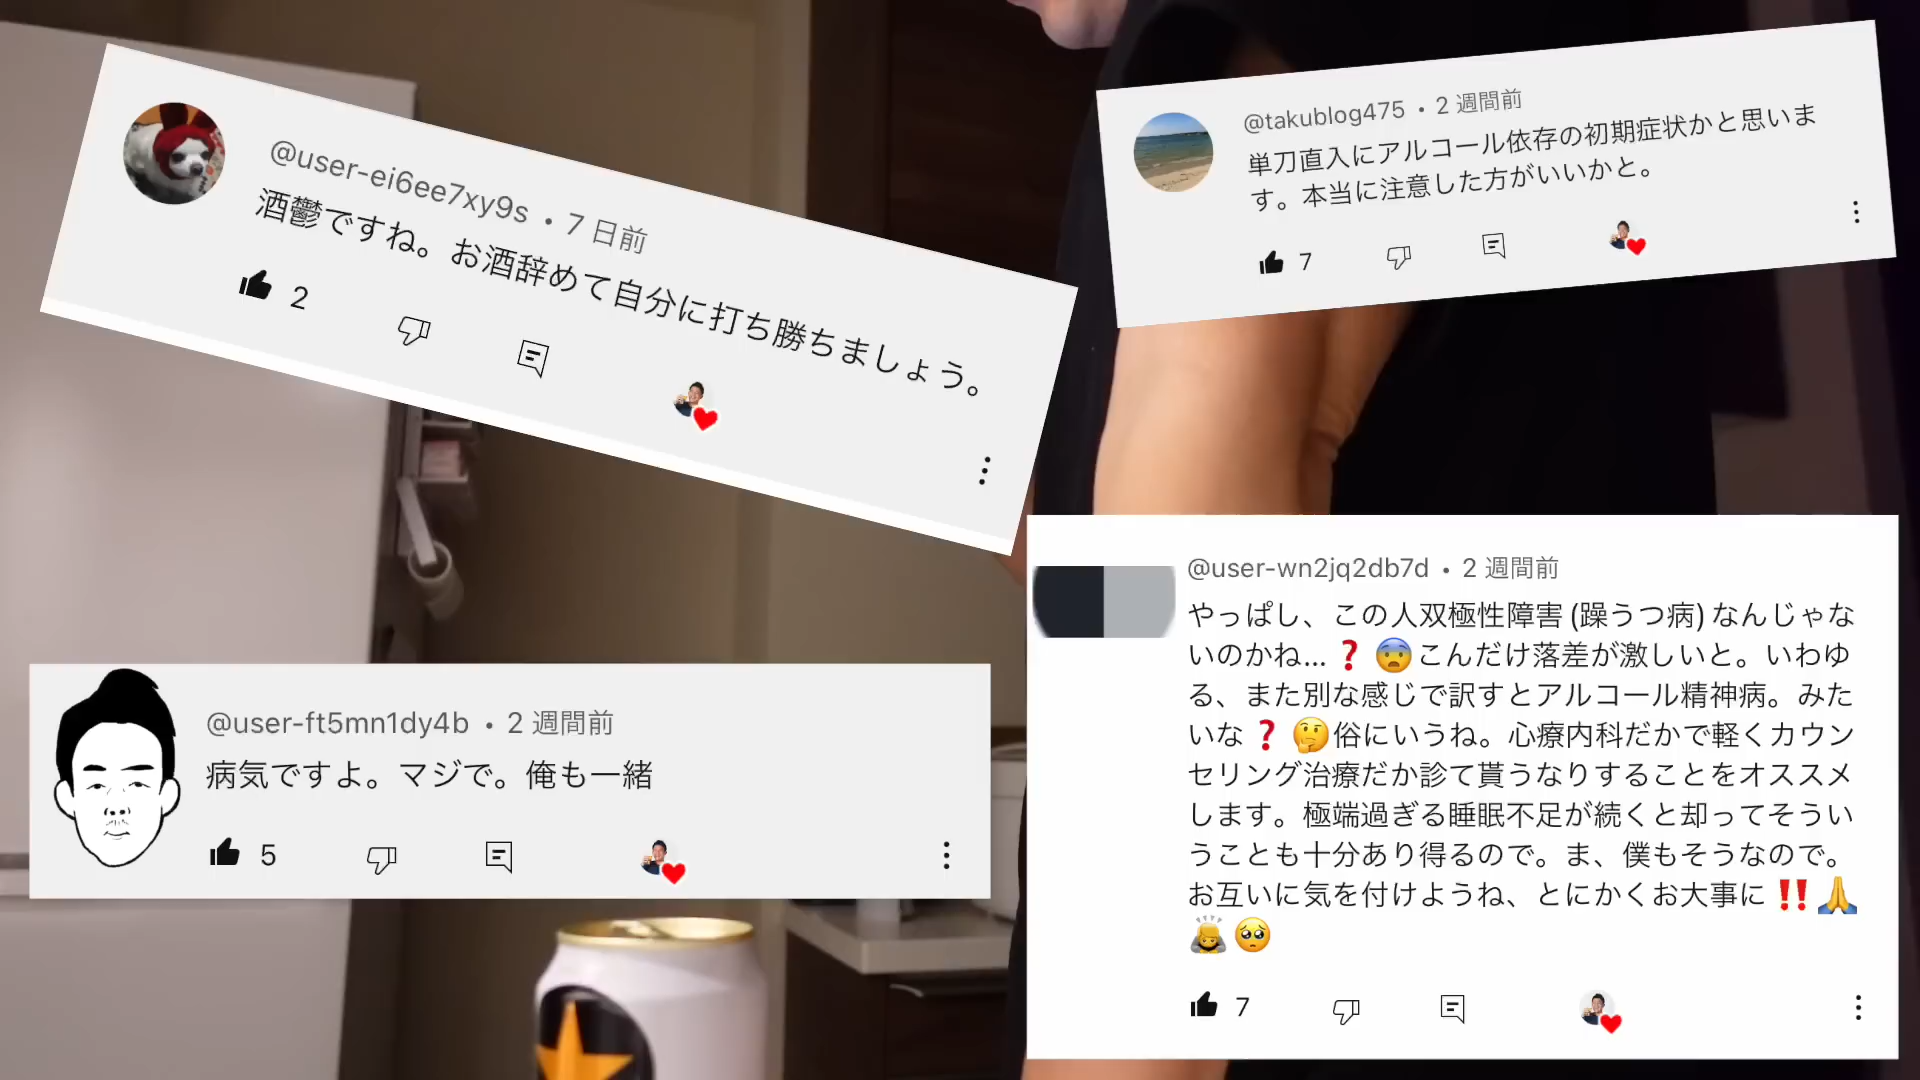 @user-ei6ee7xy9s・7 日前
酒鬱ですね。お酒辞めて自分に打ち勝ちましょう。
2
@takublog475・2 週間前
単刀直入にアルコール依存の初期症状かと思いま
す。本当に注意した方がいいかと。
7
@user-ft5mn1dy4b・2 週間前
病気ですよ。マジで。俺も一緒
5
@user-wn2jq2db7d・2 週間前
やっぱし、この人双極性障害 (躁うつ病) なんじゃな
いのかね...❓😨こんだけ落差が激しいと。いわゆ
る、また別な感じで訳すとアルコール精神病。みた
いな❓🤔俗にいうね。心療内科だかで軽くカウン
セリング治療だか診て貰うなりすることをオススメ
します。極端過ぎる睡眠不足が続くと却ってそうい
うことも十分あり得るので。ま、僕もそうなので。
お互いに気を付けようね、とにかくお大事に‼️🙏
🙇🥺
7